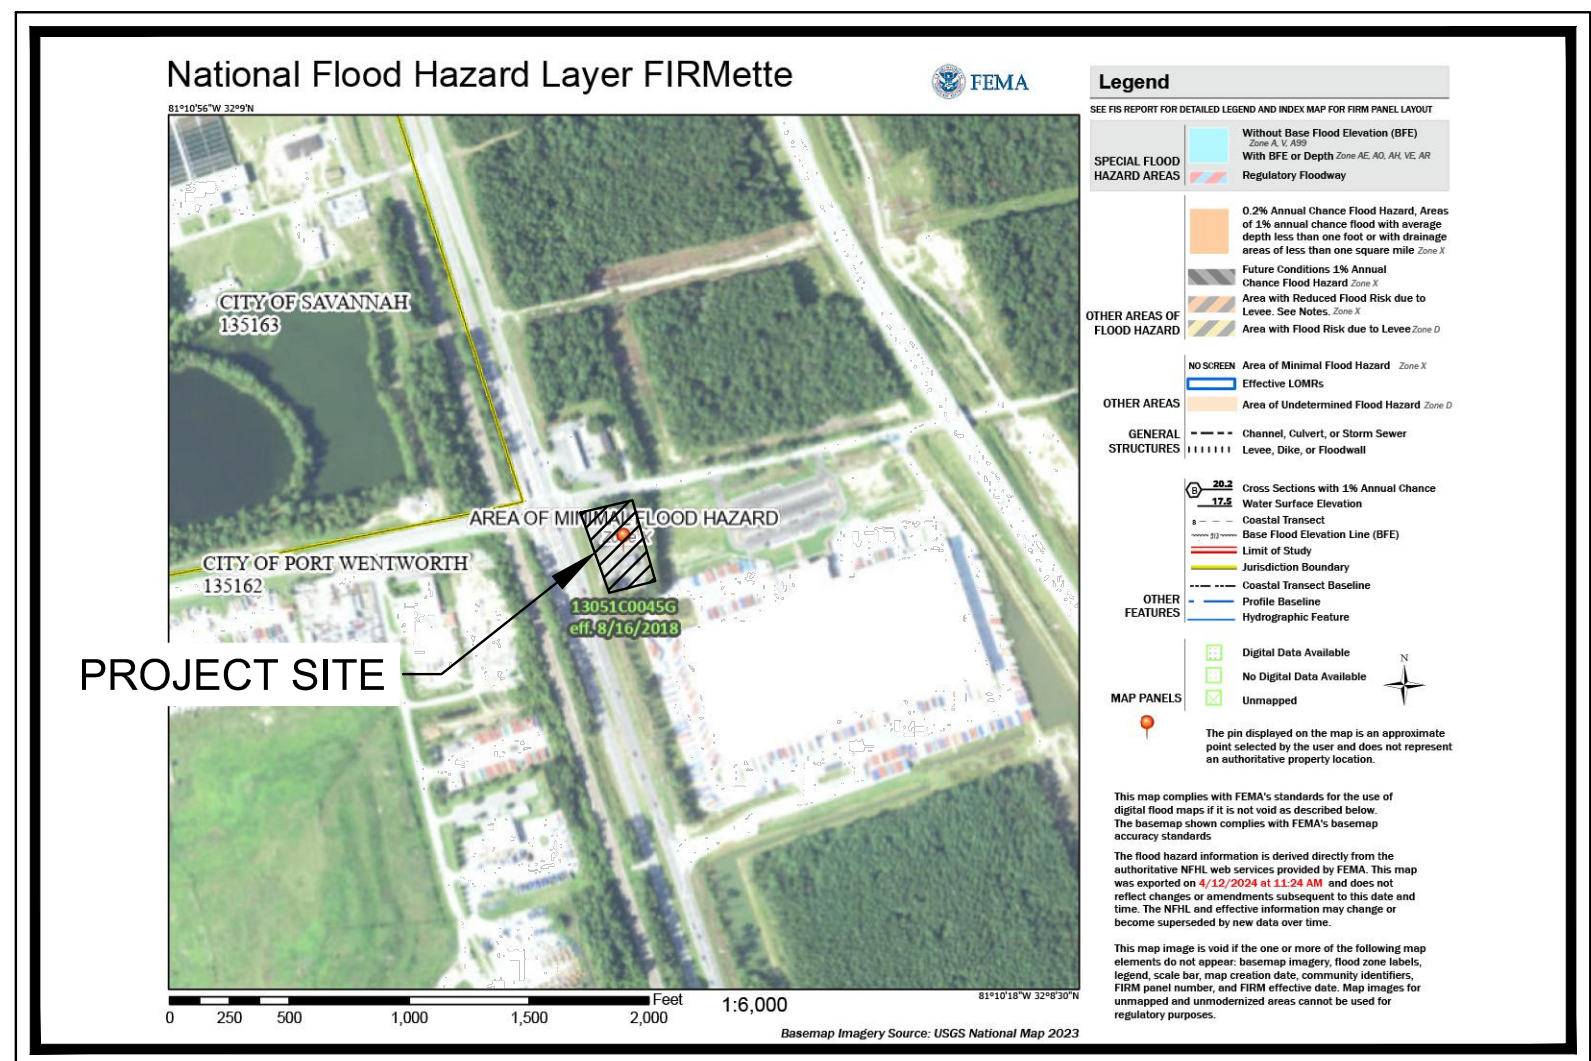 National Flood Hazard Layer FIRMette
FEMA
81°10'56"W 32°9'N
CITY OF SAVANNAH
135163
AREA OF MINIMAL FLOOD HAZARD
Zone X
CITY OF PORT WENTWORTH
135162
13051C0045G
eff. 8/16/2018
PROJECT SITE
0
250
500
1,000
1,500
2,000
Feet
1:6,000
81°10'18"W 32°8'30"N
Basemap Imagery Source: USGS National Map 2023
Legend
SEE FIS REPORT FOR DETAILED LEGEND AND INDEX MAP FOR FIRM PANEL LAYOUT
SPECIAL FLOOD
HAZARD AREAS
Without Base Flood Elevation (BFE)
Zone A, V, A99
With BFE or Depth Zone AE, AO, AH, VE, AR
Regulatory Floodway
0.2% Annual Chance Flood Hazard, Areas
of 1% annual chance flood with average
depth less than one foot or with drainage
areas of less than one square mile Zone X
Future Conditions 1% Annual
Chance Flood Hazard Zone X
OTHER AREAS OF
FLOOD HAZARD
Area with Reduced Flood Risk due to
Levee. See Notes. Zone X
Area with Flood Risk due to Levee Zone D
NO SCREEN Area of Minimal Flood Hazard Zone X
Effective LOMRs
OTHER AREAS
Area of Undetermined Flood Hazard Zone D
GENERAL
STRUCTURES
Channel, Culvert, or Storm Sewer
Levee, Dike, or Floodwall
B 20.2 Cross Sections with 1% Annual Chance
17.5 Water Surface Elevation
8 Coastal Transect
513 Base Flood Elevation Line (BFE)
Limit of Study
Jurisdiction Boundary
Coastal Transect Baseline
OTHER
FEATURES
Profile Baseline
Hydrographic Feature
Digital Data Available
No Digital Data Available
Unmapped
MAP PANELS
N
The pin displayed on the map is an approximate
point selected by the user and does not represent
an authoritative property location.
This map complies with FEMA's standards for the use of
digital flood maps if it is not void as described below.
The basemap shown complies with FEMA's basemap
accuracy standards
The flood hazard information is derived directly from the
authoritative NFHL web services provided by FEMA. This map
was exported on 4/12/2024 at 11:24 AM and does not
reflect changes or amendments subsequent to this date and
time. The NFHL and effective information may change or
become superseded by new data over time.
This map image is void if the one or more of the following map
elements do not appear: basemap imagery, flood zone labels,
legend, scale bar, map creation date, community identifiers,
FIRM panel number, and FIRM effective date. Map images for
unmapped and unmodernized areas cannot be used for
regulatory purposes.